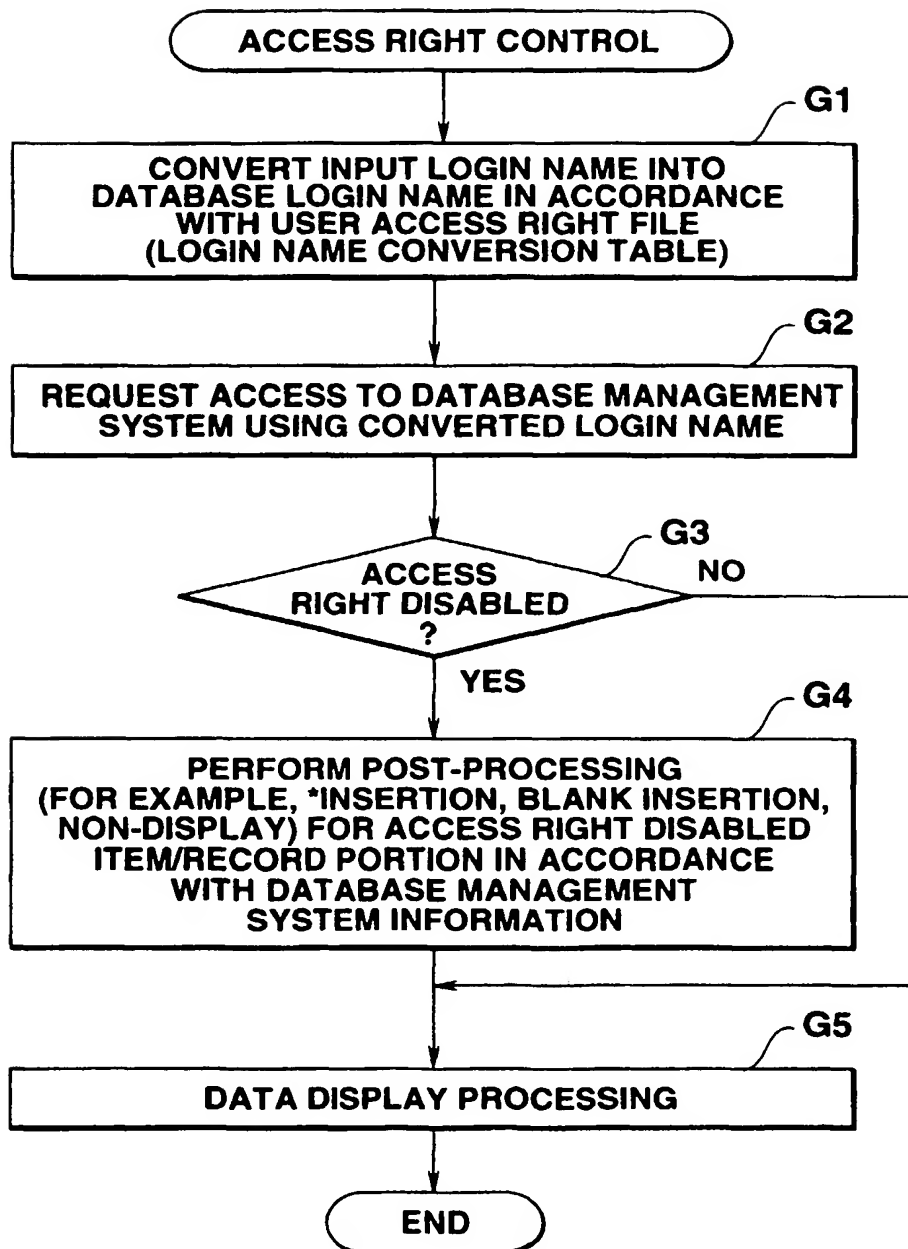 ACCESS RIGHT CONTROL
G1
CONVERT INPUT LOGIN NAME INTO
DATABASE LOGIN NAME IN ACCORDANCE
WITH USER ACCESS RIGHT FILE
(LOGIN NAME CONVERSION TABLE)
G2
REQUEST ACCESS TO DATABASE MANAGEMENT
SYSTEM USING CONVERTED LOGIN NAME
G3
ACCESS
RIGHT DISABLED
?
NO
YES
G4
PERFORM POST-PROCESSING
(FOR EXAMPLE, *INSERTION, BLANK INSERTION,
NON-DISPLAY) FOR ACCESS RIGHT DISABLED
ITEM/RECORD PORTION IN ACCORDANCE
WITH DATABASE MANAGEMENT
SYSTEM INFORMATION
G5
DATA DISPLAY PROCESSING
END